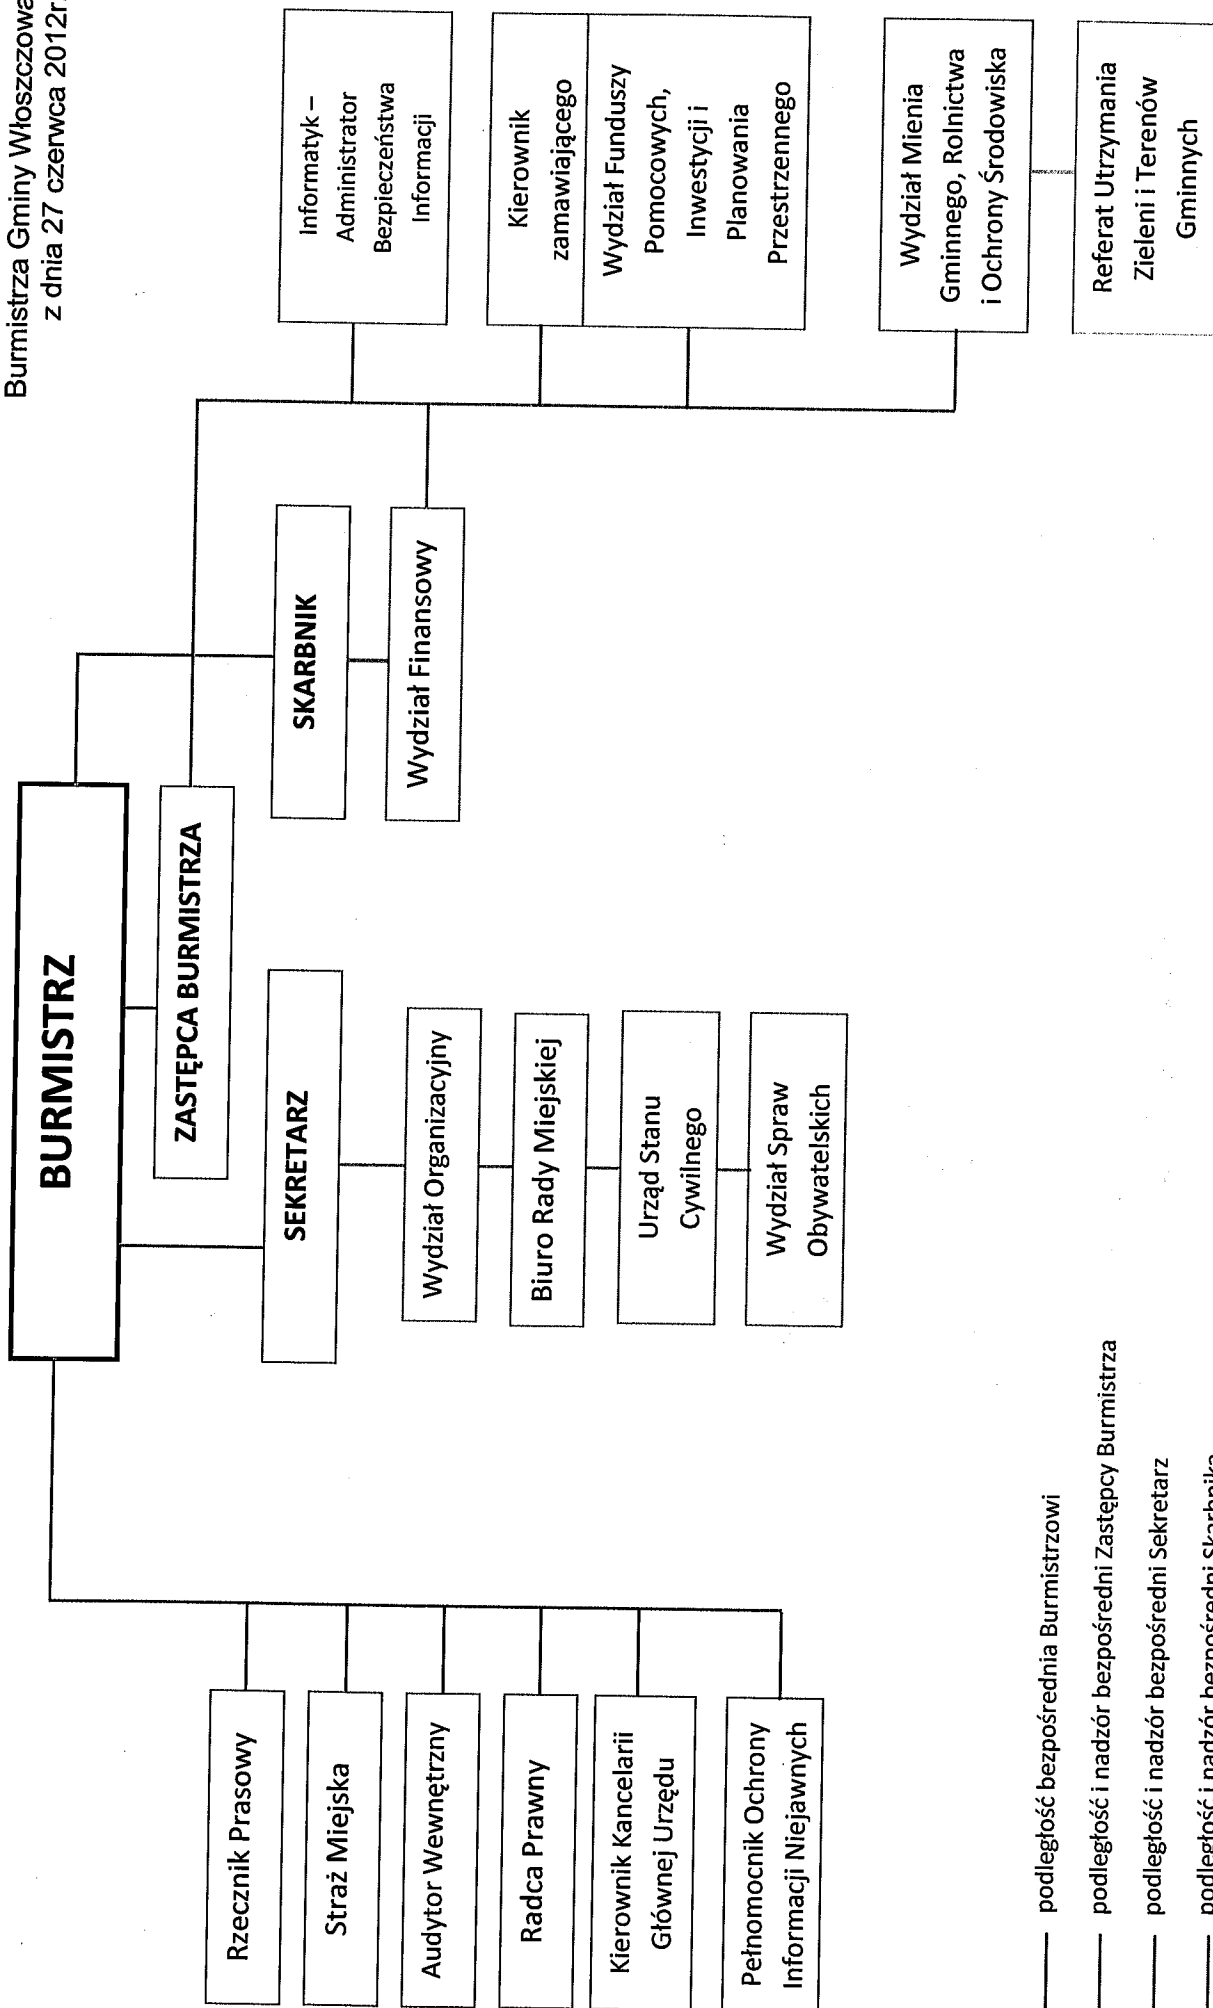 Burmistrza Gminy Włoszczowa
z dnia 27 czerwca 2012r.
BURMISTRZ
ZASTĘPCA BURMISTRZA
SEKRETARZ
SKARBNIK
Rzecznik Prasowy
Straż Miejska
Audytor Wewnętrzny
Radca Prawny
Kierownik Kancelarii
Głównej Urzędu
Pełnomocnik Ochrony
Informacji Niejawnych
Wydział Organizacyjny
Biuro Rady Miejskiej
Urząd Stanu
Cywilnego
Wydział Spraw
Obywatelskich
Wydział Finansowy
Informatyk –
Administrator
Bezpieczeństwa
Informacji
Kierownik
zamawiającego
Wydział Funduszy
Pomocowych,
Inwestycji i
Planowania
Przestrzennego
Wydział Mienia
Gminnego, Rolnictwa
i Ochrony Środowiska
Referat Utrzymania
Zieleni i Terenów
Gminnych
podległość bezpośrednia Burmistrzowi
podległość i nadzór bezpośredni Zastępcy Burmistrza
podległość i nadzór bezpośredni Sekretarz
podległość i nadzór bezpośredni Skarbnika